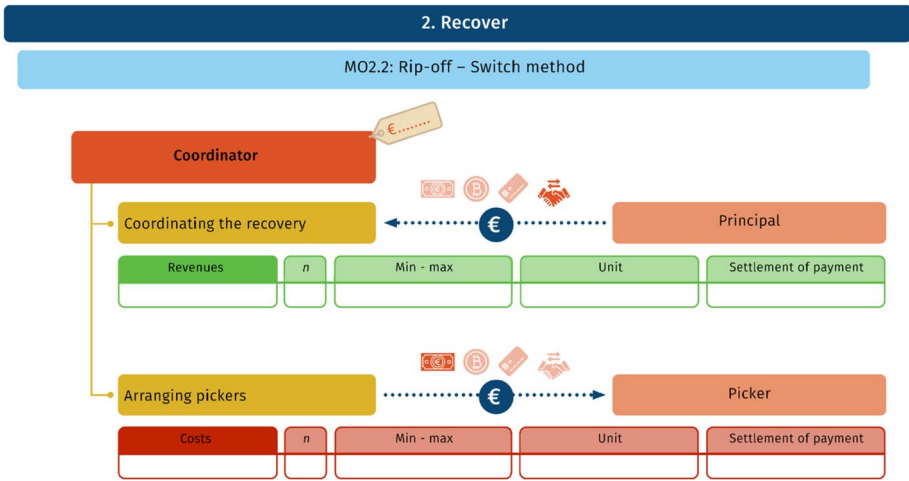 2. Recover
MO2.2: Rip-off – Switch method
€........
Coordinator
Coordinating the recovery
€
Principal
Revenues n Min - max Unit Settlement of payment
Arranging pickers
€
Picker
Costs n Min - max Unit Settlement of payment